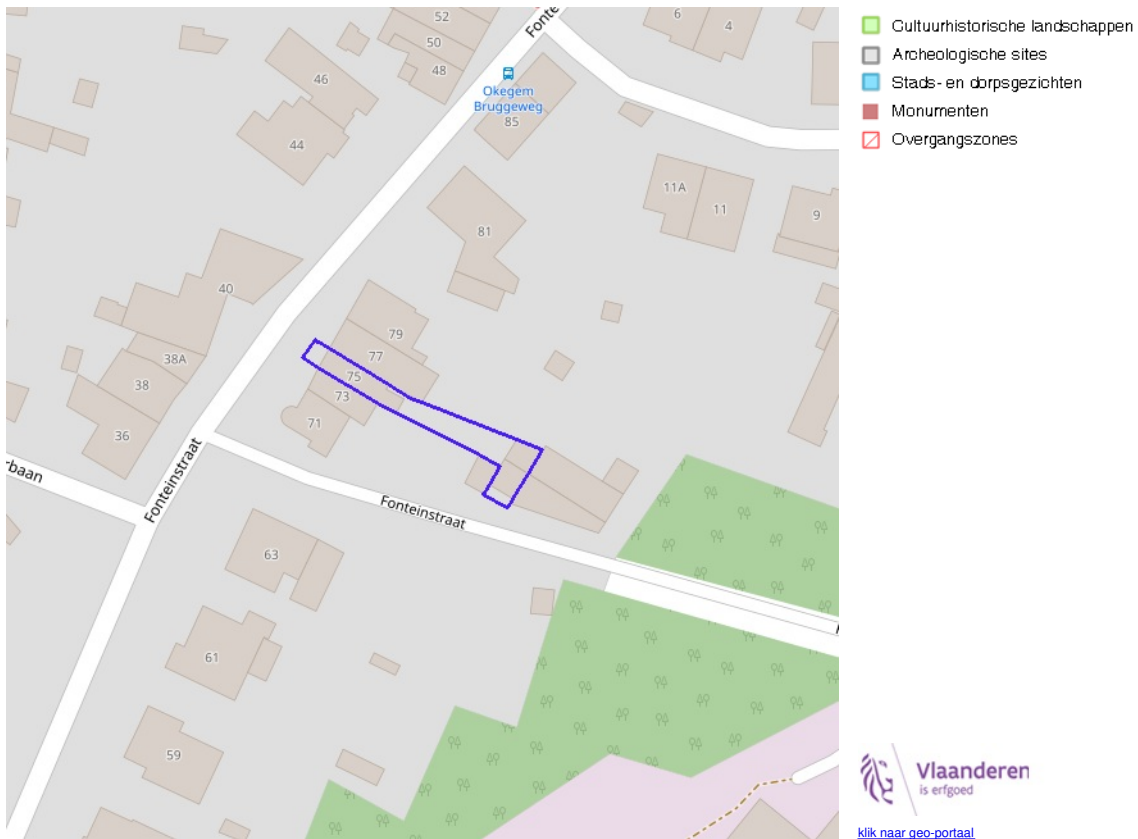 Cultuurhistorische landschappen
Archeologische sites
Stads- en dorpsgezichten
Monumenten
Overgangszones
52
50
48
46
44
Fonte
6
4
Okegem
Bruggeweg
85
11A
11
9
81
40
38A
38
36
79
77
75
73
71
rbaan
Fonteinstraat
Fonteinstraat
63
61
59
Vlaanderen
is erfgoed
klik naar geo-portaal